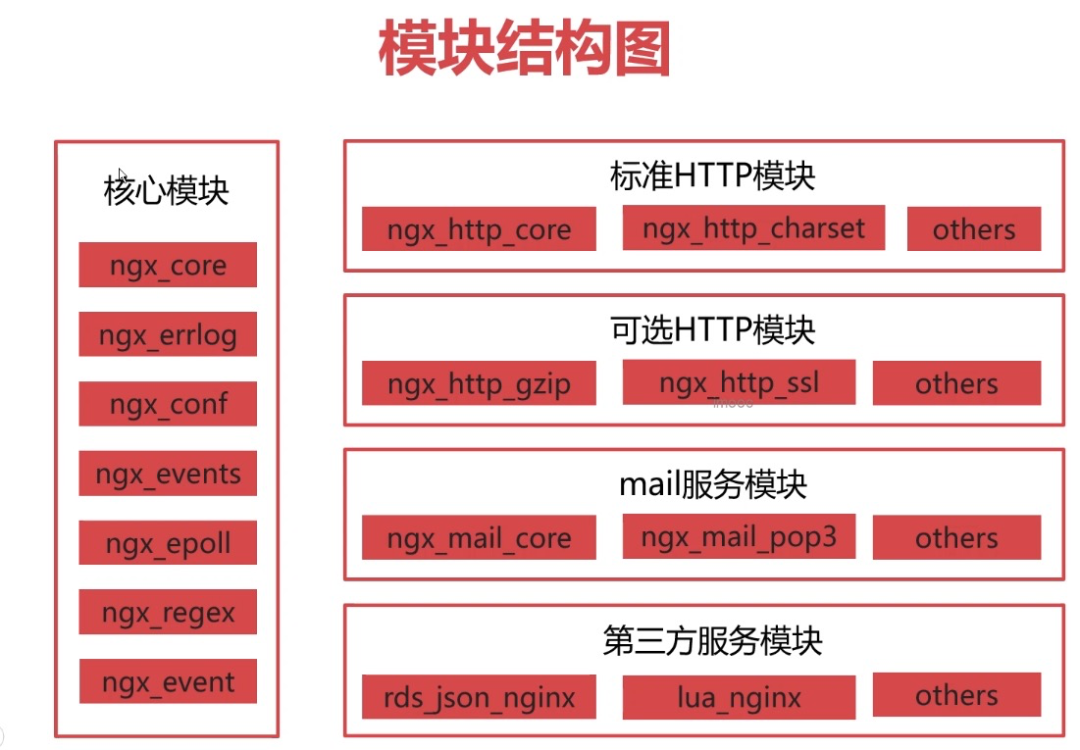 模块结构图
核心模块
ngx_core
ngx_errlog
ngx_conf
ngx_events
ngx_epoll
ngx_regex
ngx_event
标准HTTP模块
ngx_http_core ngx_http_charset others
可选HTTP模块
ngx_http_gzip ngx_http_ssl others
mail服务模块
ngx_mail_core ngx_mail_pop3 others
第三方服务模块
rds_json_nginx lua_nginx others